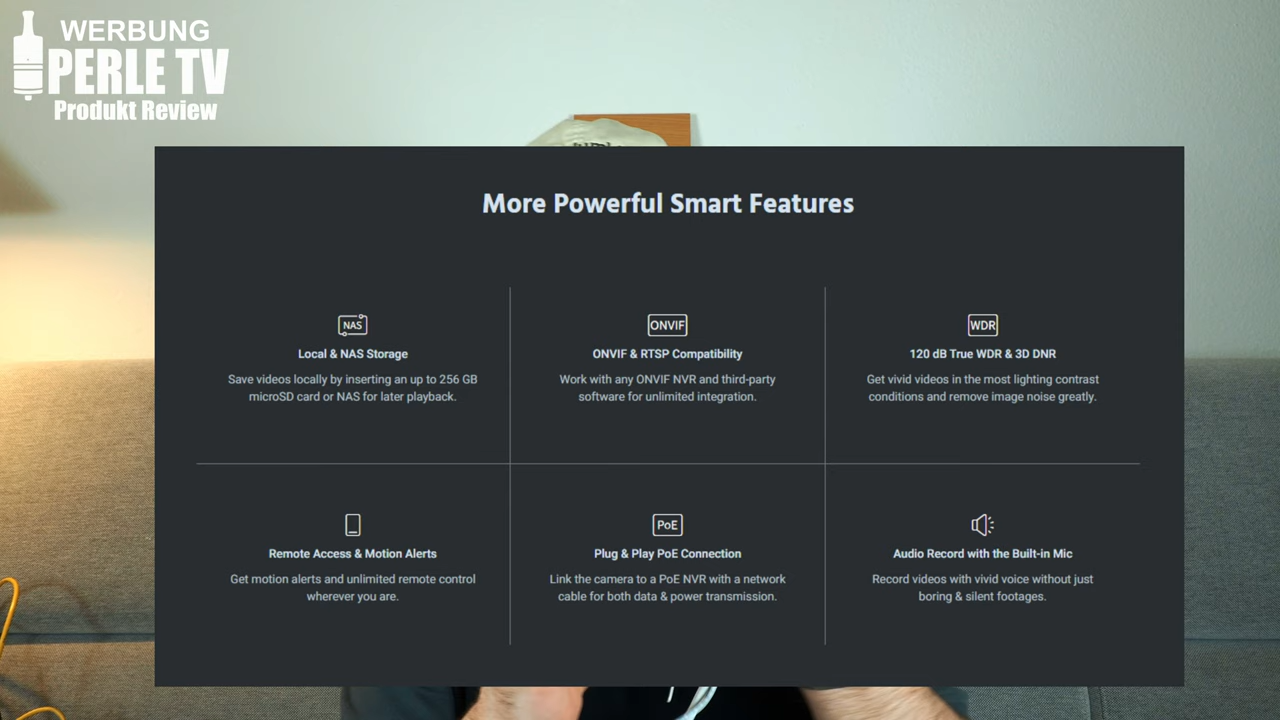 WERBUNG
PERLE TV
Produkt Review
More Powerful Smart Features
NAS
Local & NAS Storage
Save videos locally by inserting an up to 256 GB
microSD card or NAS for later playback.
ONVIF
ONVIF & RTSP Compatibility
Work with any ONVIF NVR and third-party
software for unlimited integration.
WDR
120 dB True WDR & 3D DNR
Get vivid videos in the most lighting contrast
conditions and remove image noise greatly.
Remote Access & Motion Alerts
Get motion alerts and unlimited remote control
wherever you are.
PoE
Plug & Play PoE Connection
Link the camera to a PoE NVR with a network
cable for both data & power transmission.
Audio Record with the Built-in Mic
Record videos with vivid voice without just
boring & silent footages.